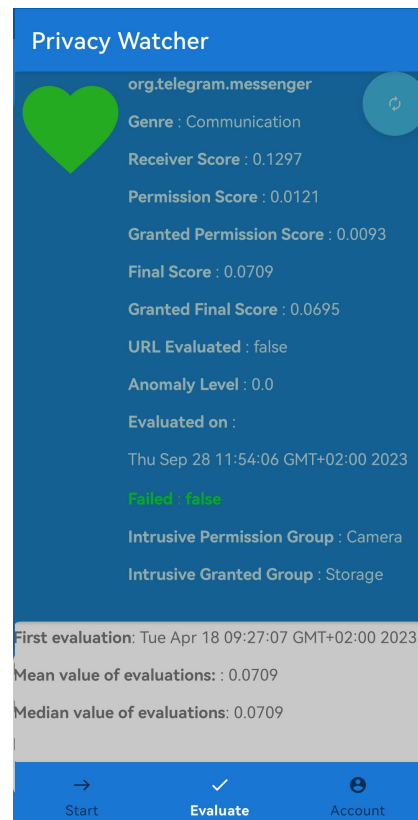 Privacy Watcher
org.telegram.messenger
Genre : Communication
Receiver Score : 0.1297
Permission Score : 0.0121
Granted Permission Score : 0.0093
Final Score : 0.0709
Granted Final Score : 0.0695
URL Evaluated : false
Anomaly Level : 0.0
Evaluated on :
Thu Sep 28 11:54:06 GMT+02:00 2023
Failed : false
Intrusive Permission Group : Camera
Intrusive Granted Group : Storage
First evaluation: Tue Apr 18 09:27:07 GMT+02:00 2023
Mean value of evaluations: : 0.0709
Median value of evaluations: 0.0709
Start Evaluate Account